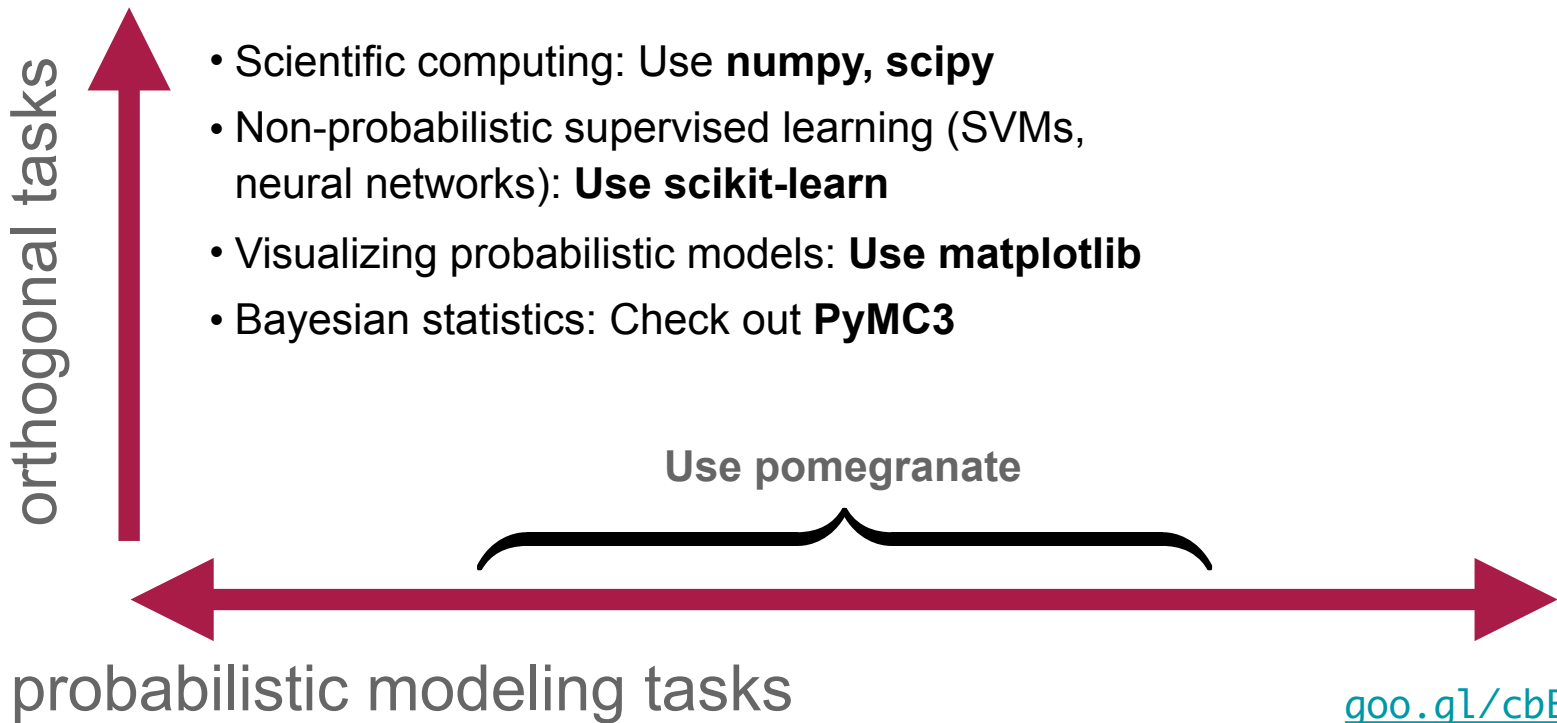 orthogonal tasks
• Scientific computing: Use numpy, scipy
• Non-probabilistic supervised learning (SVMs,
neural networks): Use scikit-learn
• Visualizing probabilistic models: Use matplotlib
• Bayesian statistics: Check out PyMC3
Use pomegranate
probabilistic modeling tasks